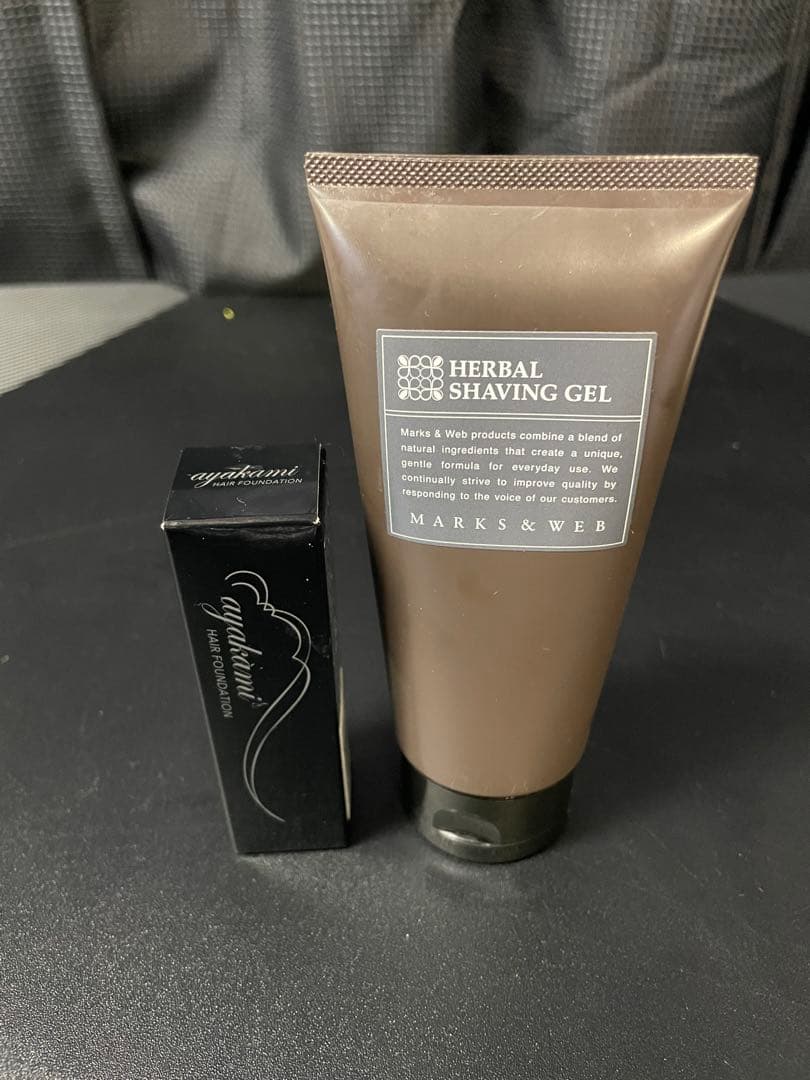 ayakami
HAIR FOUNDATION
ayakami
HAIR FOUNDATION
HERBAL
SHAVING GEL
Marks & Web products combine a blend of
natural ingredients that create a unique,
gentle formula for everyday use. We
continually strive to improve quality by
responding to the voice of our customers.
MARKS & WEB